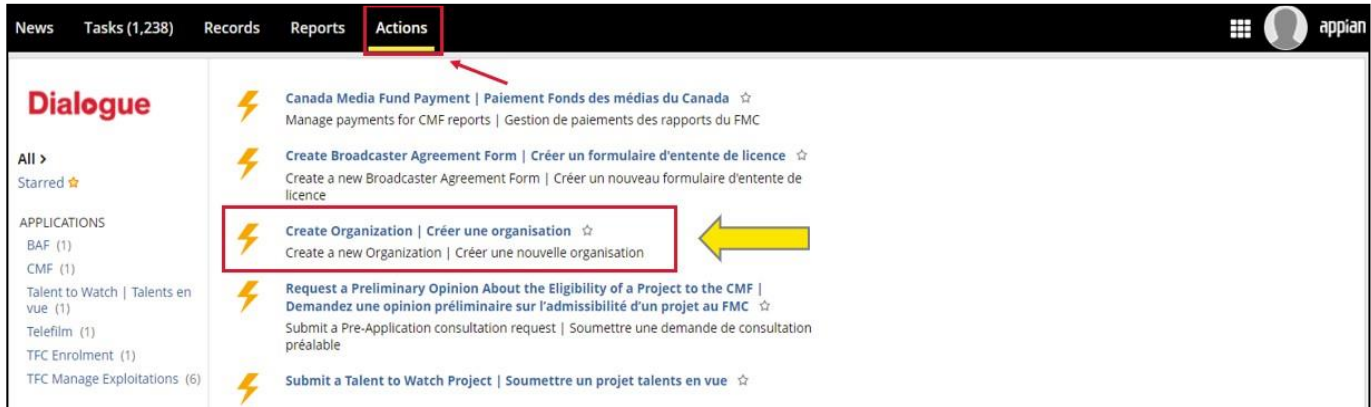 News Tasks (1,238) Records Reports Actions appian
Dialogue
All >
Starred
APPLICATIONS
BAF (1)
CMF (1)
Talent to Watch | Talents en
vue (1)
Telefilm (1)
TFC Enrolment (1)
TFC Manage Exploitations (6)
Canada Media Fund Payment | Paiement Fonds des médias du Canada
Manage payments for CMF reports | Gestion de paiements des rapports du FMC
Create Broadcaster Agreement Form | Créer un formulaire d'entente de licence
Create a new Broadcaster Agreement Form | Créer un nouveau formulaire d'entente de
licence
Create Organization | Créer une organisation
Create a new Organization | Créer une nouvelle organisation
Request a Preliminary Opinion About the Eligibility of a Project to the CMF |
Demandez une opinion préliminaire sur l'admissibilité d'un projet au FMC
Submit a Pre-Application consultation request | Soumettre une demande de consultation
préalable
Submit a Talent to Watch Project | Soumettre un projet talents en vue